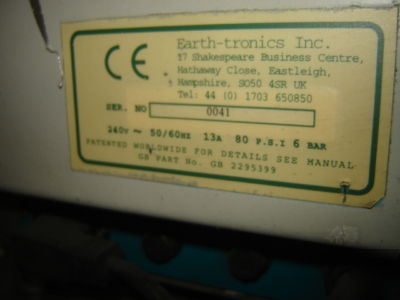 CE
Earth-tronics Inc.
17 Shakespeare Business Centre,
Hathaway Close, Eastleigh,
Hampshire, SO50 4SR UK
Tel: 44 (0) 1703 650850
SER. NO 0041
240V ~ 50/60HZ 13A 80 P.S.I 6 BAR
PATENTED WORLDWIDE FOR DETAILS SEE MANUAL
GB PART No. GB 2295399